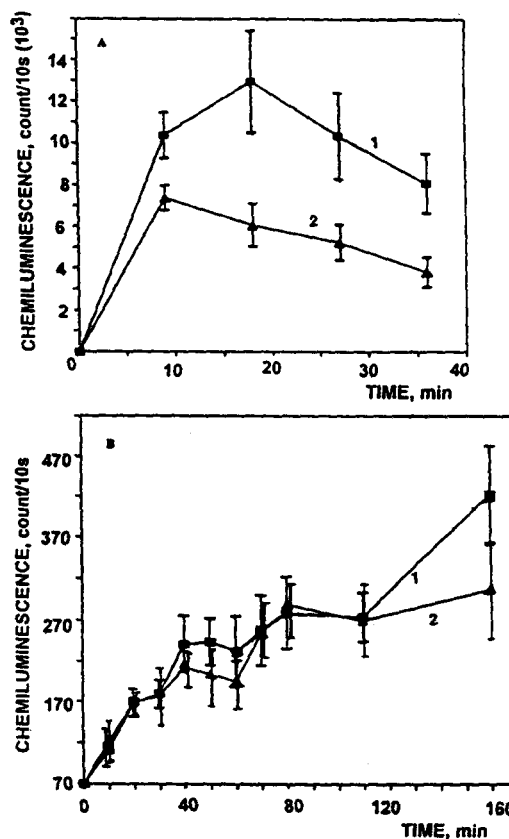 A
CHEMILUMINESCENCE, count/10s (10³)
14
12
10
8
6
4
2
1
2
0 10 20 30 40
TIME, min
B
CHEMILUMINESCENCE, count/10s
470
370
270
170
70
1
2
0 40 80 120 160
TIME, min